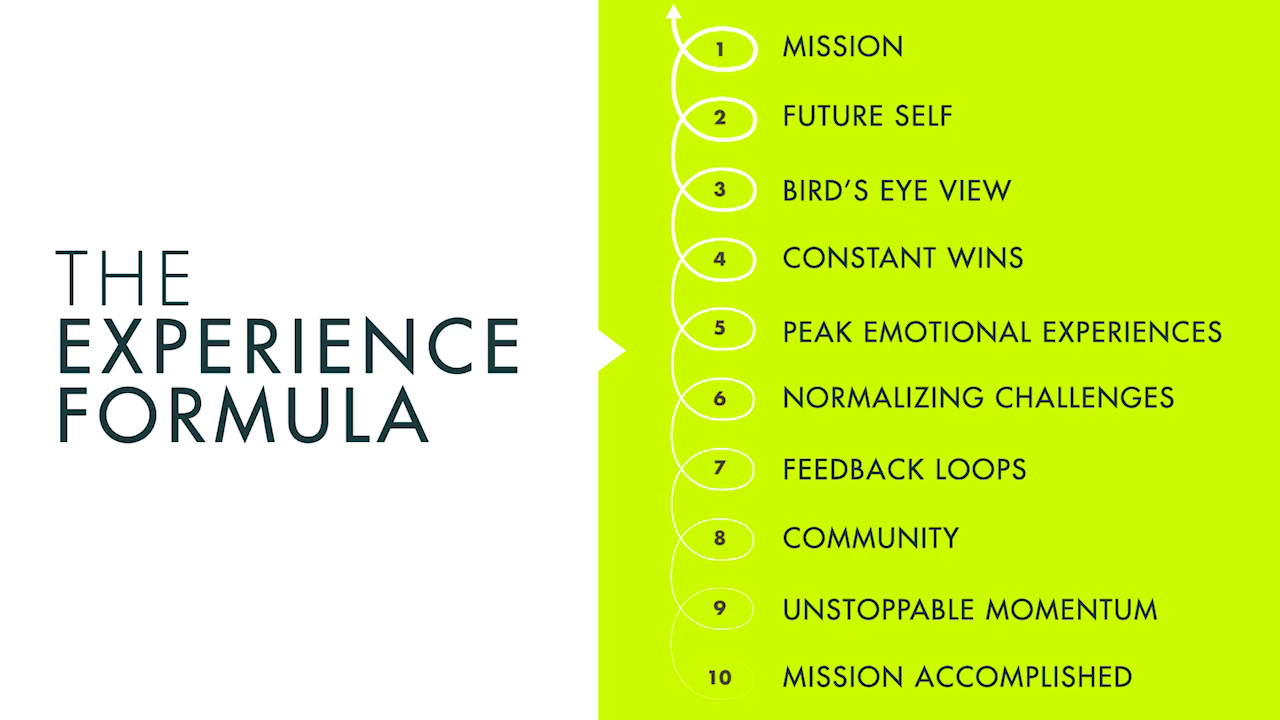 THE
EXPERIENCE
FORMULA
1 MISSION
2 FUTURE SELF
3 BIRD’S EYE VIEW
4 CONSTANT WINS
5 PEAK EMOTIONAL EXPERIENCES
6 NORMALIZING CHALLENGES
7 FEEDBACK LOOPS
8 COMMUNITY
9 UNSTOPPABLE MOMENTUM
10 MISSION ACCOMPLISHED